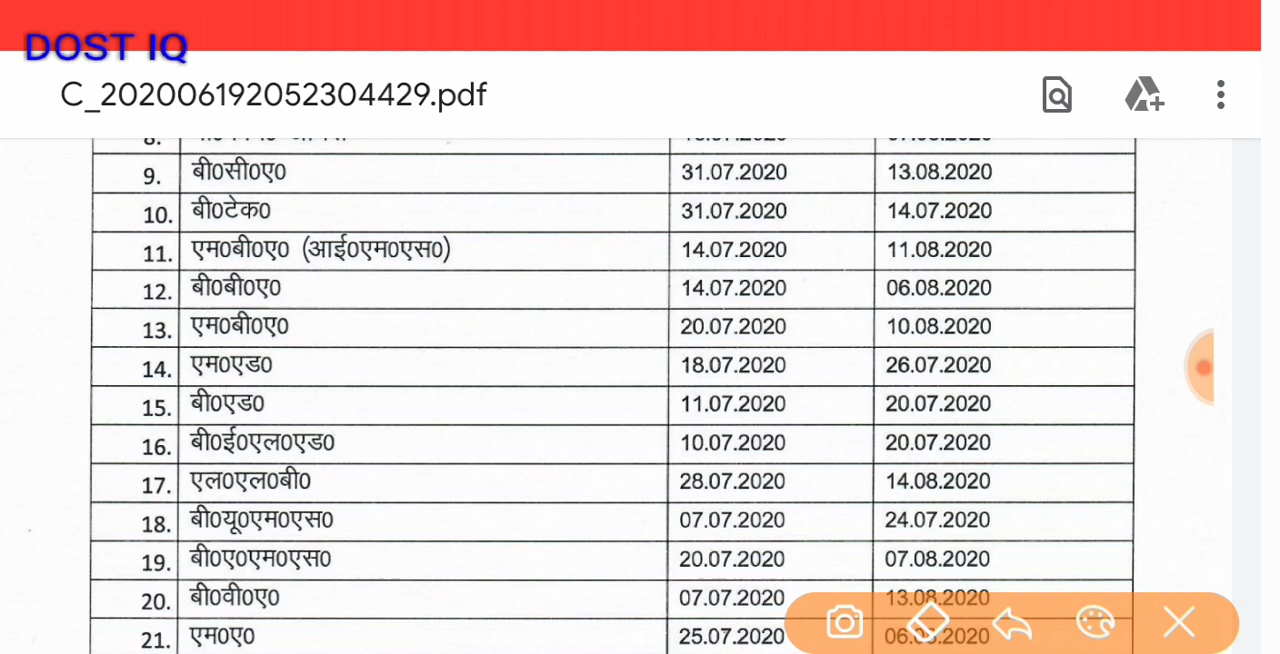 DOST IQ
C_202006192052304429.pdf
8.
9. बी0सी0ए0 31.07.2020 13.08.2020
10. बी0टेक0 31.07.2020 14.07.2020
11. एम0बी0ए0 (आई0एम0एस0) 14.07.2020 11.08.2020
12. बी0बी0ए0 14.07.2020 06.08.2020
13. एम0बी0ए0 20.07.2020 10.08.2020
14. एम0एड0 18.07.2020 26.07.2020
15. बी0एड0 11.07.2020 20.07.2020
16. बी0ई0एल0एड0 10.07.2020 20.07.2020
17. एल0एल0बी0 28.07.2020 14.08.2020
18. बी0यू0एम0एस0 07.07.2020 24.07.2020
19. बी0ए0एम0एस0 20.07.2020 07.08.2020
20. बी0वी0ए0 07.07.2020 13.08.2020
21. एम0ए0 25.07.2020